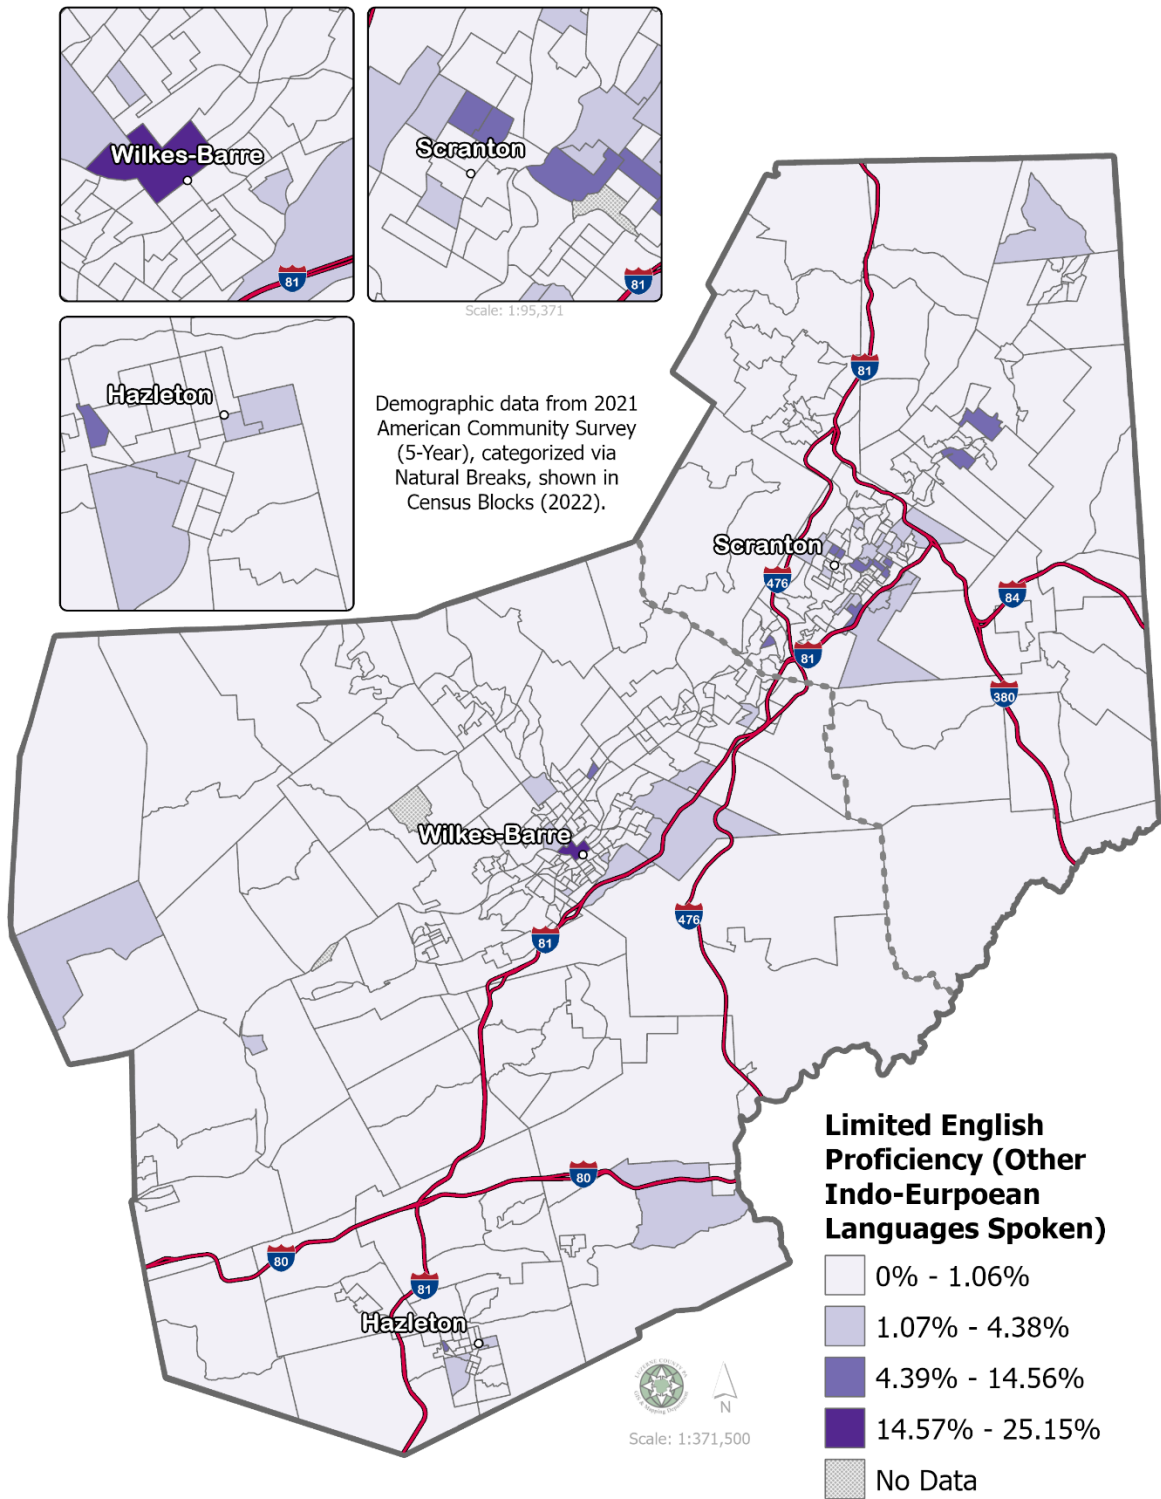 Wilkes-Barre
81
Scranton
81
Scale: 1:95,371
Hazleton
Demographic data from 2021
American Community Survey
(5-Year), categorized via
Natural Breaks, shown in
Census Blocks (2022).
81
Scranton
476
84
81
380
Wilkes-Barre
476
81
80
80
81
Hazleton
N
Scale: 1:371,500
Limited English
Proficiency (Other
Indo-Eurpoean
Languages Spoken)
0% - 1.06%
1.07% - 4.38%
4.39% - 14.56%
14.57% - 25.15%
No Data